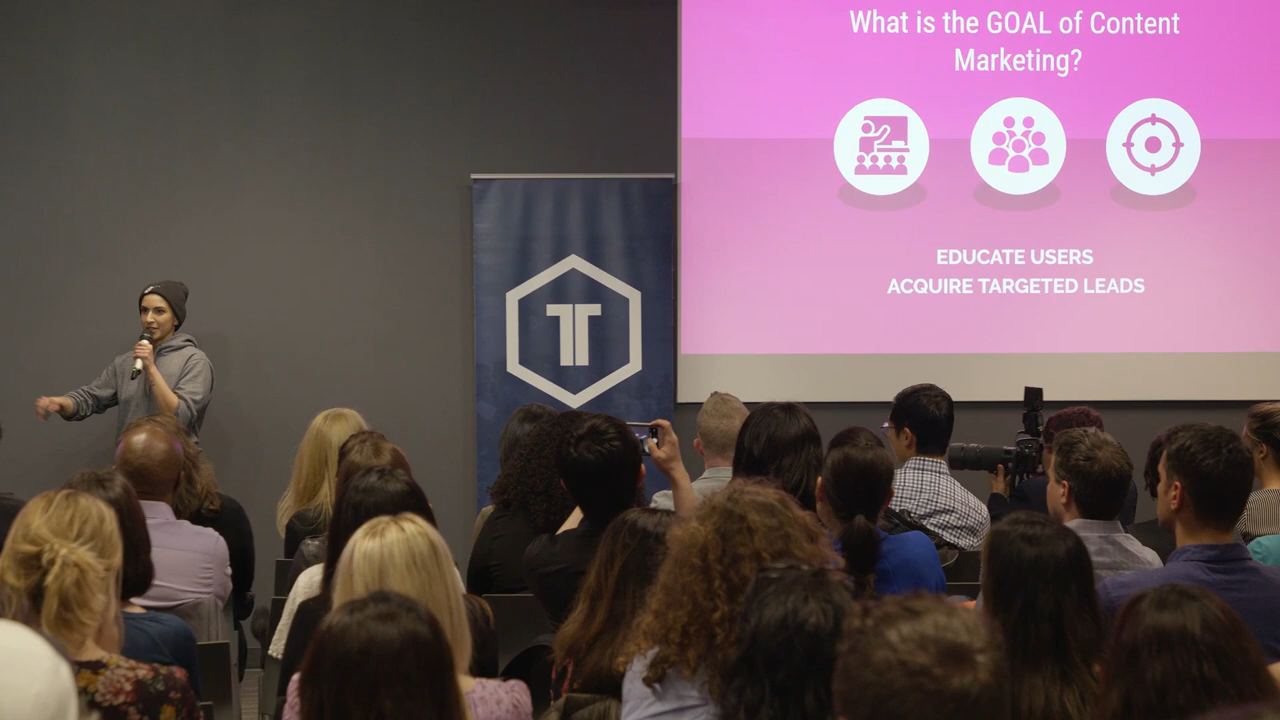 What is the GOAL of Content
Marketing?
EDUCATE USERS
ACQUIRE TARGETED LEADS
T